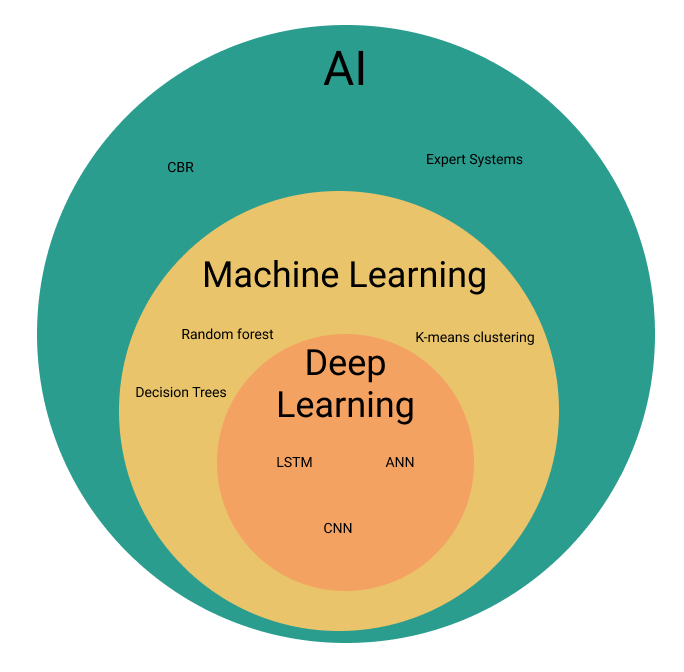 AI
CBR
Expert Systems
Machine Learning
Random forest
K-means clustering
Deep
Learning
Decision Trees
LSTM
ANN
CNN